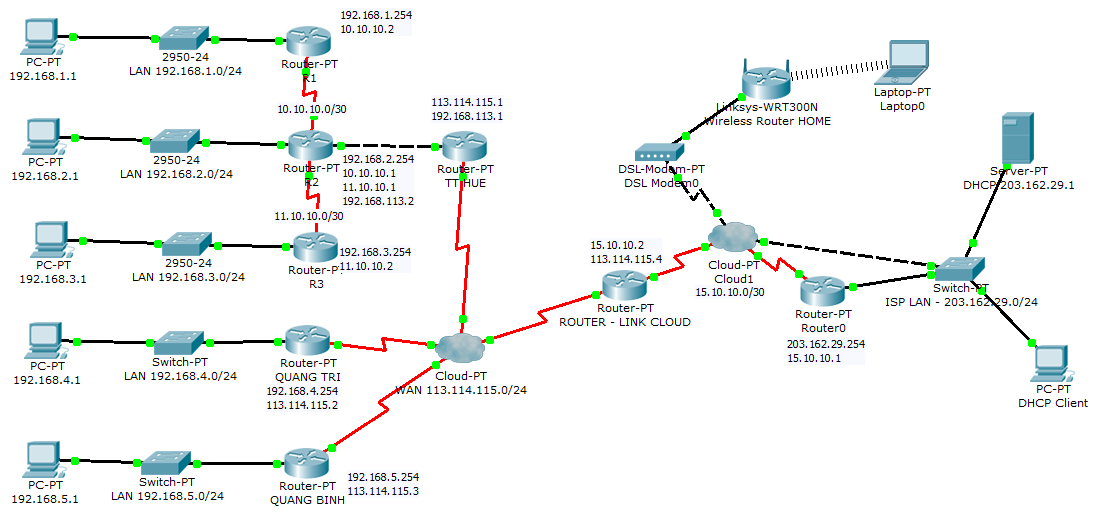 PC-PT
192.168.1.1
2950-24
LAN 192.168.1.0/24
192.168.1.254
10.10.10.2
Router-PT
R1
10.10.10.0/30
PC-PT
192.168.2.1
2950-24
LAN 192.168.2.0/24
Router-PT
R2
192.168.2.254
10.10.10.1
11.10.10.1
192.168.113.2
113.114.115.1
192.168.113.1
Router-PT
TT HUE
11.10.10.0/30
PC-PT
192.168.3.1
2950-24
LAN 192.168.3.0/24
Router-PT
R3
192.168.3.254
11.10.10.2
PC-PT
192.168.4.1
Switch-PT
LAN 192.168.4.0/24
Router-PT
QUANG TRI
192.168.4.254
113.114.115.2
Cloud-PT
WAN 113.114.115.0/24
PC-PT
192.168.5.1
Switch-PT
LAN 192.168.5.0/24
Router-PT
QUANG BINH
192.168.5.254
113.114.115.3
15.10.10.2
113.114.115.4
Router-PT
ROUTER - LINK CLOUD
Linksys-WRT300N
Wireless Router HOME
Laptop-PT
Laptop0
DSL-Modem-PT
DSL Modem0
Cloud-PT
Cloud1
15.10.10.0/30
Router-PT
Router0
203.162.29.254
15.10.10.1
Server-PT
DHCP 203.162.29.1
Switch-PT
ISP LAN - 203.162.29.0/24
PC-PT
DHCP Client